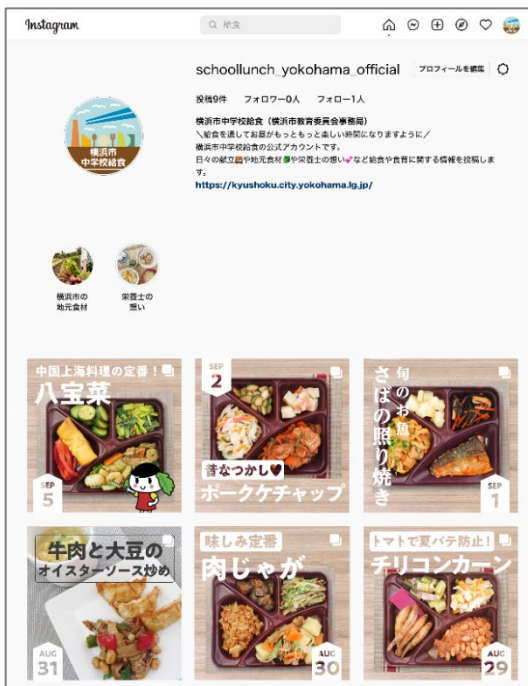 Instagram
検索
schoollunch_yokohama_official
プロフィールを編集
投稿9件 フォロワー0人 フォロー1人
横浜市中学校給食（横浜市教育委員会事務局）
＼給食を通してお昼がもっともっと楽しい時間になりますように／
横浜市中学校給食の公式アカウントです。
日々の献立🍱や地元食材🥬や栄養士の想い💕など給食や食育に関する情報を投稿しま
す。
https://kyushoku.city.yokohama.lg.jp/
横浜市
中学校給食
横浜市の
地元食材
栄養士の
想い
中国上海料理の定番！
八宝菜
SEP
5
SEP
2
昔なつかし
ポークケチャップ
旬のお魚
さばの照り焼き
SEP
1
牛肉と大豆の
オイスターソース炒め
AUG
31
味しみ定番
肉じゃが
AUG
30
トマトで夏バテ防止！
チリコンカーン
AUG
29